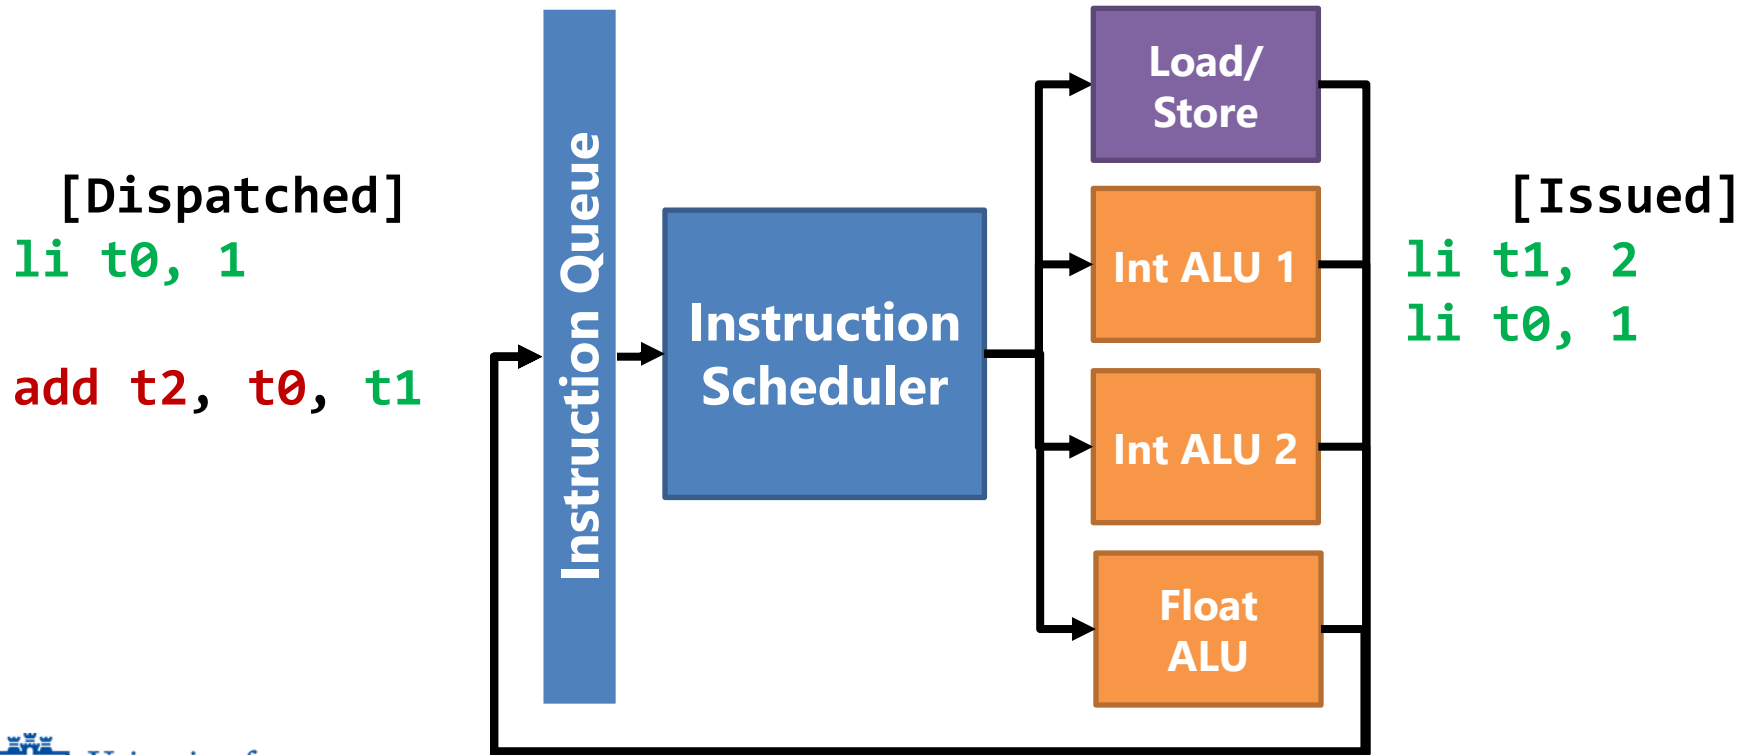 [Dispatched]
li t0, 1
add t2, t0, t1
Instruction Queue
Instruction
Scheduler
Load/
Store
Int ALU 1
Int ALU 2
Float
ALU
[Issued]
li t1, 2
li t0, 1